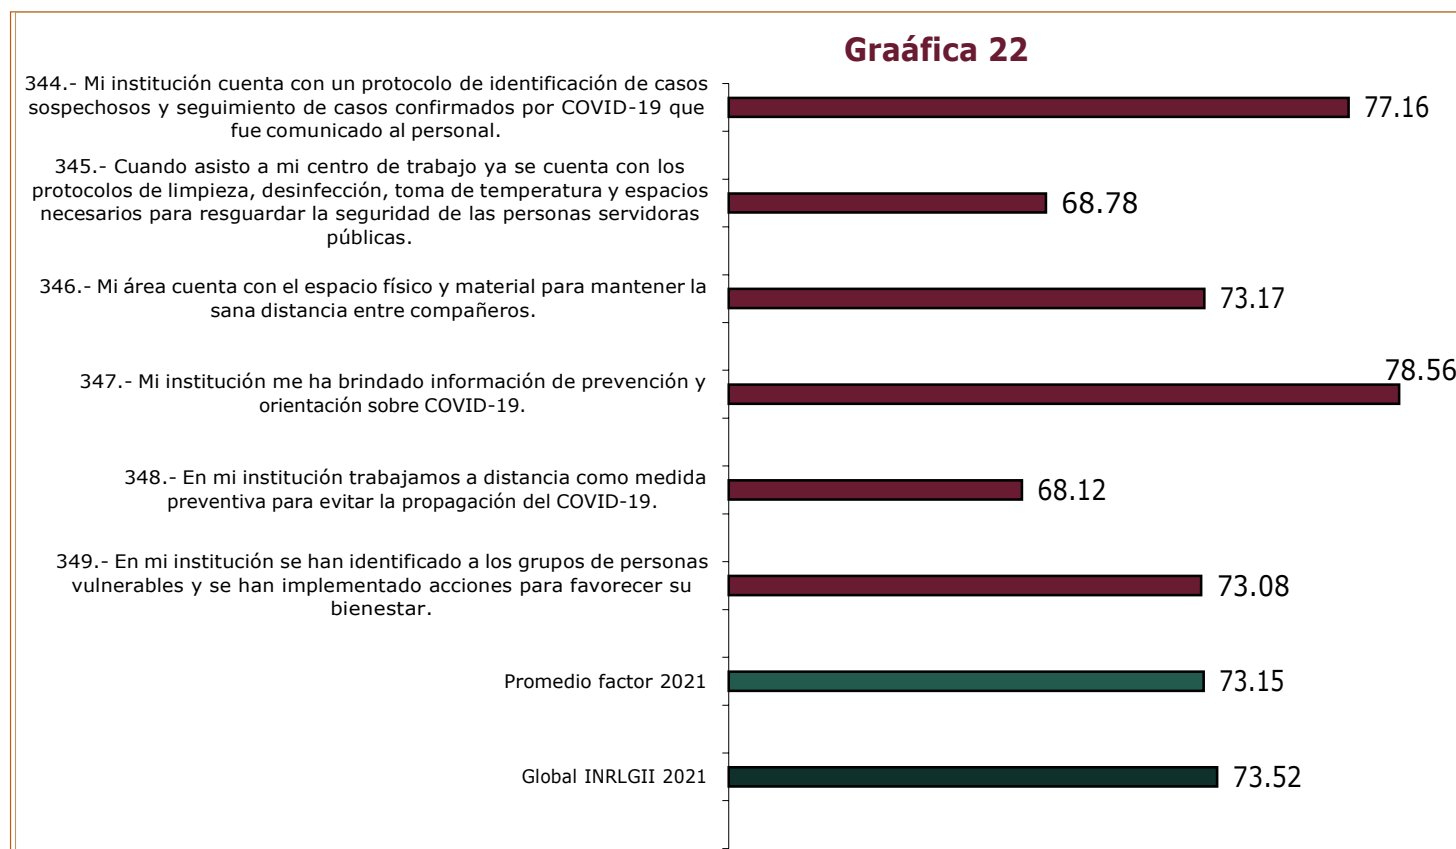 Graáfica 22
344.- Mi institución cuenta con un protocolo de identificación de casos
sospechosos y seguimiento de casos confirmados por COVID-19 que
fue comunicado al personal.
77.16
345.- Cuando asisto a mi centro de trabajo ya se cuenta con los
protocolos de limpieza, desinfección, toma de temperatura y espacios
necesarios para resguardar la seguridad de las personas servidoras
públicas.
68.78
346.- Mi área cuenta con el espacio físico y material para mantener la
sana distancia entre compañeros.
73.17
347.- Mi institución me ha brindado información de prevención y
orientación sobre COVID-19.
78.56
348.- En mi institución trabajamos a distancia como medida
preventiva para evitar la propagación del COVID-19.
68.12
349.- En mi institución se han identificado a los grupos de personas
vulnerables y se han implementado acciones para favorecer su
bienestar.
73.08
Promedio factor 2021
73.15
Global INRLGII 2021
73.52